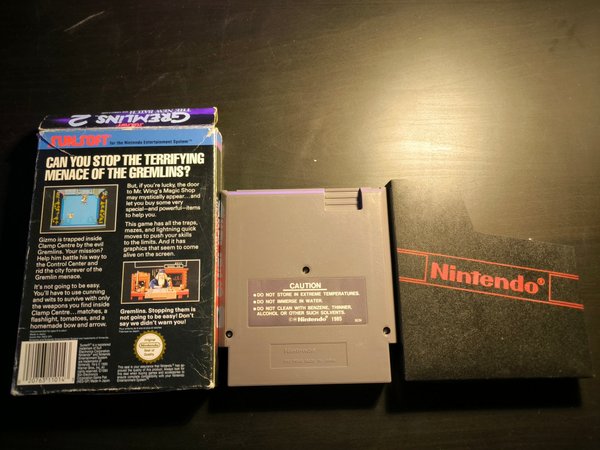 GREMLINS 2
THE NEW BATCH
SUNSOFT
for the Nintendo Entertainment System™
CAN YOU STOP THE TERRIFYING
MENACE OF THE GREMLINS?
Gizmo is trapped inside
Clamp Centre by the evil
Gremlins. Your mission?
Help him battle his way to
the Control Center and
rid the city forever of the
Gremlin menace.
It's not going to be easy.
You'll have to use cunning
and wits to survive with only
the weapons you find inside
Clamp Centre...matches, a
flashlight, tomatoes, and a
homemade bow and arrow.
But, if you're lucky, the door
to Mr. Wing's Magic Shop
may mystically appear...and
let you buy some very
special—and powerful—items
to help you.
This game has all the traps,
mazes, and lightning quick
moves to push your skills
to the limits. And it has
graphics that seem to come
alive on the screen.
Gremlins. Stopping them is
not going to be easy! Don't
say we didn't warn you!
Original
Nintendo
Seal of Quality
CAUTION
●DO NOT STORE IN EXTREME TEMPERATURES.
●DO NOT IMMERSE IN WATER.
●DO NOT CLEAN WITH BENZENE, THINNER,
ALCOHOL OR OTHER SUCH SOLVENTS.
©Nintendo 1985
Nintendo
Nintendo®